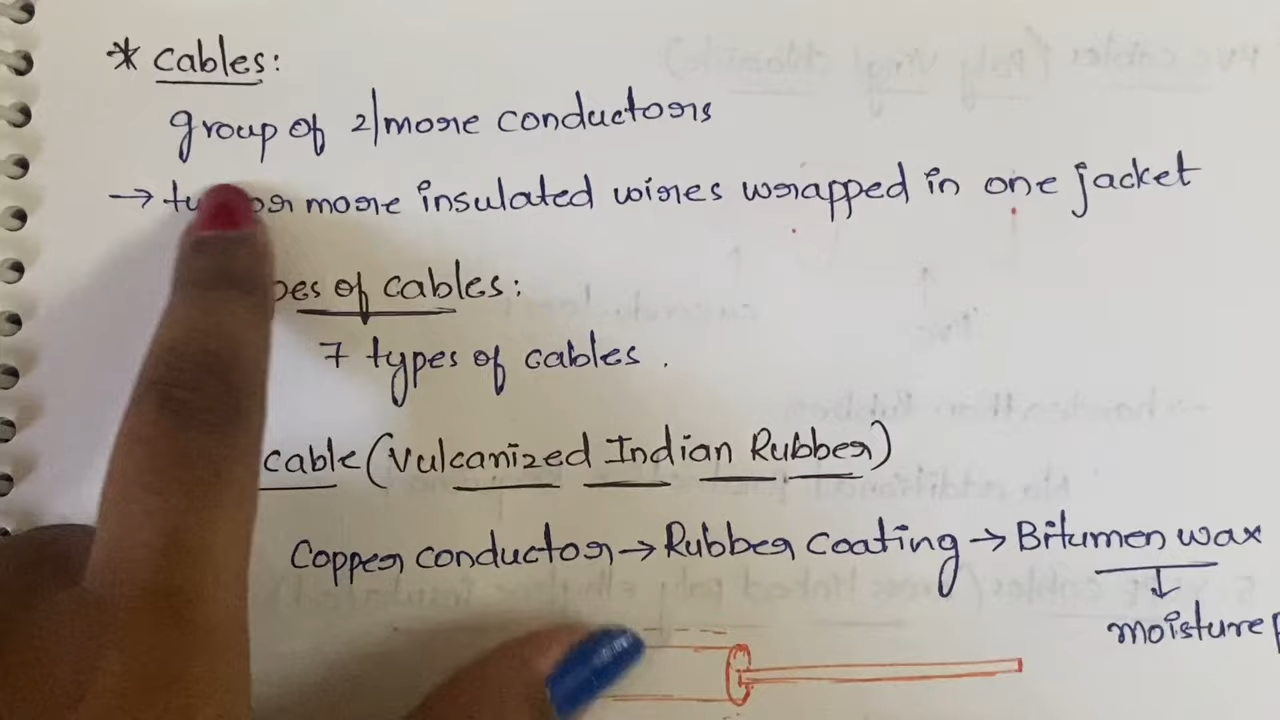 * Cables:
group of 2/more conductors
→ or more insulated wires wrapped in one jacket
of cables:
7 types of cables.
cable (Vulcanized Indian Rubber)
Copper conductor → Rubber coating → Bitumen wax
↓
moisture